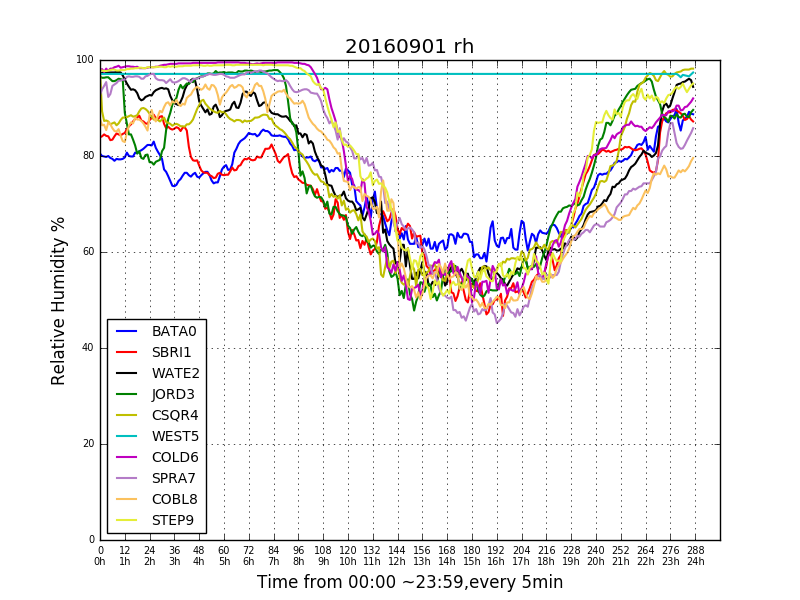 20160901 rh
Relative Humidity %
100
80
60
40
20
0
BATA0
SBRI1
WATE2
JORD3
CSQR4
WEST5
COLD6
SPRA7
COBL8
STEP9
0 12 24 36 48 60 72 84 96 108 120 132 144 156 168 180 192 204 216 228 240 252 264 276 288
0h 1h 2h 3h 4h 5h 6h 7h 8h 9h 10h 11h 12h 13h 14h 15h 16h 17h 18h 19h 20h 21h 22h 23h 24h
Time from 00:00 ~23:59,every 5min